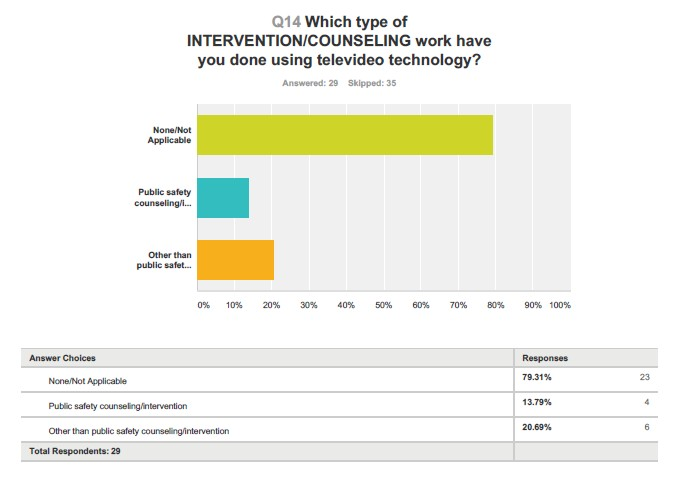 Q14 Which type of
INTERVENTION/COUNSELING work have
you done using televideo technology?
Answered: 29 Skipped: 35
None/Not
Applicable
Public safety
counseling/i...
Other than
public safet...
0% 10% 20% 30% 40% 50% 60% 70% 80% 90% 100%
Answer Choices Responses
None/Not Applicable 79.31% 23
Public safety counseling/intervention 13.79% 4
Other than public safety counseling/intervention 20.69% 6
Total Respondents: 29